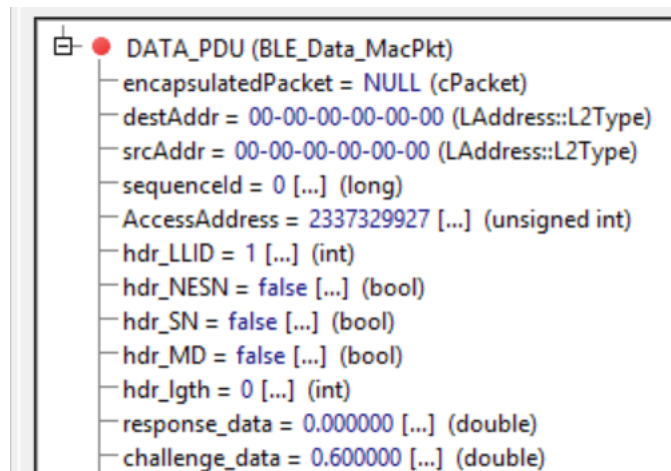 DATA_PDU (BLE_Data_MacPkt)
encapsulatedPacket = NULL (cPacket)
destAddr = 00-00-00-00-00-00 (LAddress::L2Type)
srcAddr = 00-00-00-00-00-00 (LAddress::L2Type)
sequenceId = 0 [...] (long)
AccessAddress = 2337329927 [...] (unsigned int)
hdr_LLID = 1 [...] (int)
hdr_NESN = false [...] (bool)
hdr_SN = false [...] (bool)
hdr_MD = false [...] (bool)
hdr_lgth = 0 [...] (int)
response_data = 0.000000 [...] (double)
challenge_data = 0.600000 [...] (double)